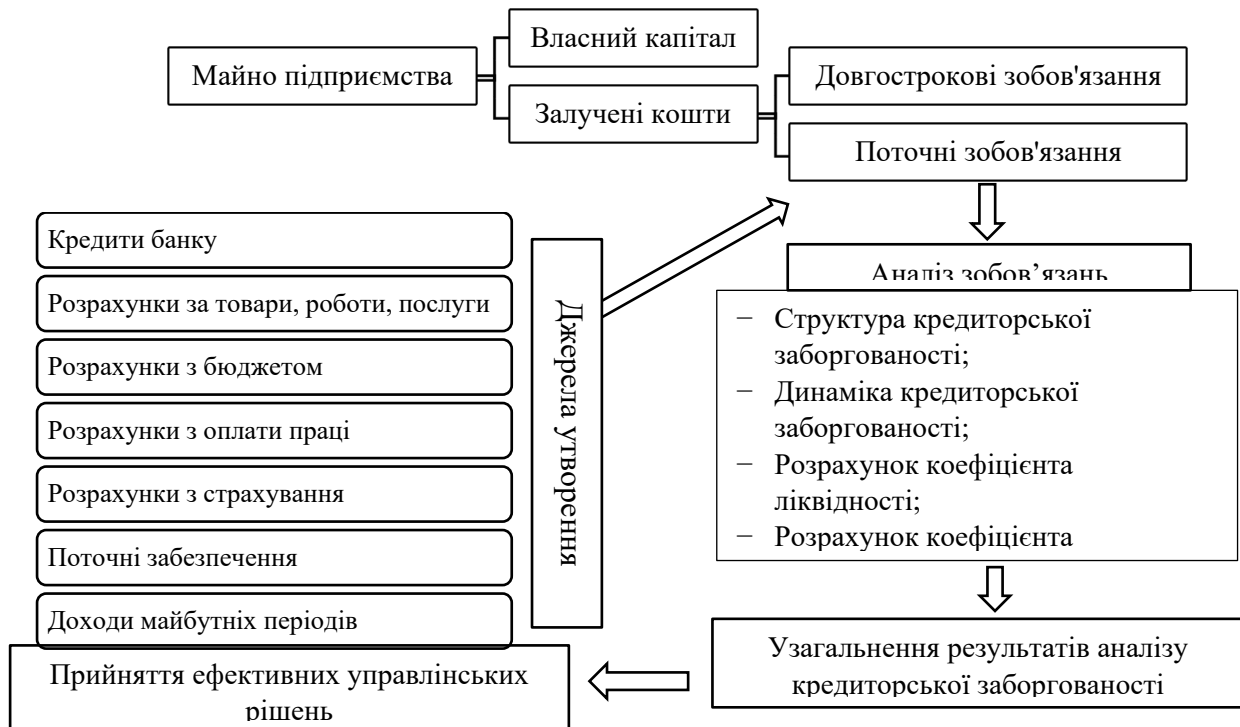 Власний капітал
Майно підприємства
Залучені кошти
Довгострокові зобов'язання
Поточні зобов'язання
Кредити банку
Розрахунки за товари, роботи, послуги
Розрахунки з бюджетом
Розрахунки з оплати праці
Розрахунки з страхування
Поточні забезпечення
Доходи майбутніх періодів
Джерела утворення
Аналіз зобов’язань
− Структура кредиторської
заборгованості;
− Динаміка кредиторської
заборгованості;
− Розрахунок коефіцієнта
ліквідності;
− Розрахунок коефіцієнта
Узагальнення результатів аналізу
кредиторської заборгованості
Прийняття ефективних управлінських
рішень